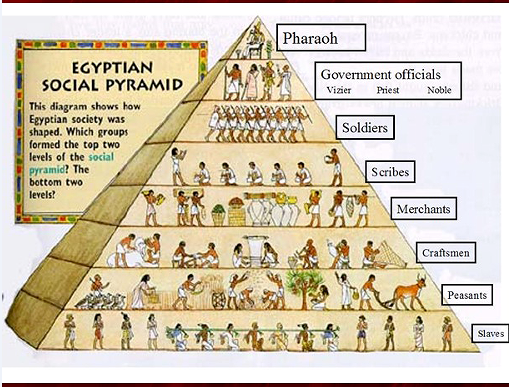 EGYPTIAN
SOCIAL PYRAMID
This diagram shows how
Egyptian society was
shaped. Which groups
formed the top two
levels of the social
pyramid? The
bottom two
levels?
Pharaoh
Government officials
Vizier Priest Noble
Soldiers
Scribes
Merchants
Craftsmen
Peasants
Slaves